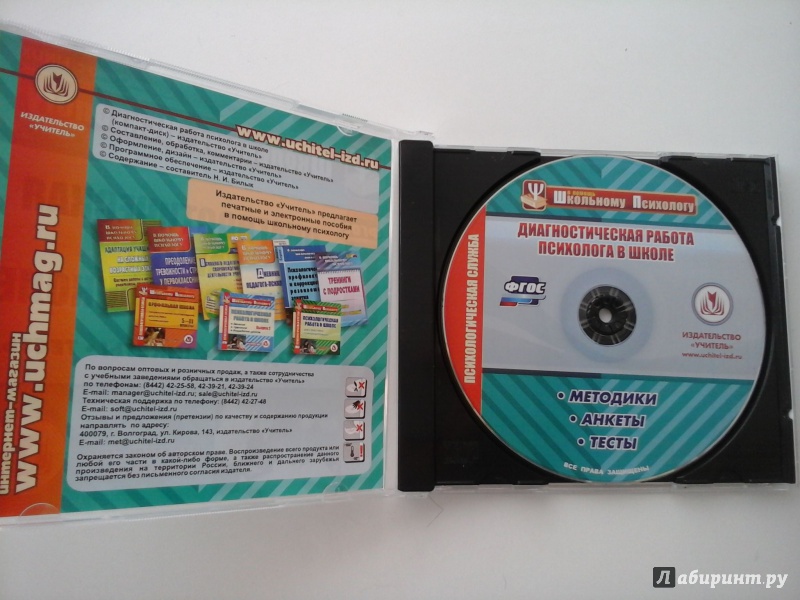 ИЗДАТЕЛЬСТВО
«УЧИТЕЛЬ»
интернет-магазин
www.uchmag.ru
© Диагностическая работа психолога в школе
(компакт-диск) – издательство «Учитель»
© Составление, обработка, комментарии – издательство «Учитель»
© Оформление, дизайн – издательство «Учитель»
© Программное обеспечение – издательство «Учитель»
© Содержание – составитель Н. И. Билык
www.uchitel-izd.ru
Издательство «Учитель» предлагает
печатные и электронные пособия
в помощь школьному психологу
ТРЕНИНГИ
С ПОДРОСТКАМИ
По вопросам оптовых и розничных продаж, а также сотрудничества
с учебными заведениями обращаться в издательство «Учитель»
по телефонам: (8442) 42-25-58, 42-39-21, 42-39-24
E-mail: manager@uchitel-izd.ru; sale@uchitel-izd.ru
Техническая поддержка по телефону: (8442) 42-27-48
E-mail: soft@uchitel-izd.ru
Отзывы и предложения (претензии) по качеству и содержанию продукции
направлять по адресу:
400079, г. Волгоград, ул. Кирова, 143, издательство «Учитель»
E-mail: met@uchitel-izd.ru
Охраняется законом об авторском праве. Воспроизведение всего продукта или
любой его части в какой-либо форме, а также распространение данного
произведения на территории России, ближнего и дальнего зарубежья
запрещается без письменного согласия издателя.
В помощь
Школьному Психологу
ДИАГНОСТИЧЕСКАЯ РАБОТА
ПСИХОЛОГА В ШКОЛЕ
ПСИХОЛОГИЧЕСКАЯ СЛУЖБА
ФГОС
ИЗДАТЕЛЬСТВО
«УЧИТЕЛЬ»
www.uchitel-izd.ru
• МЕТОДИКИ
• АНКЕТЫ
• ТЕСТЫ
ВСЕ ПРАВА ЗАЩИЩЕНЫ
Лабиринт.ру